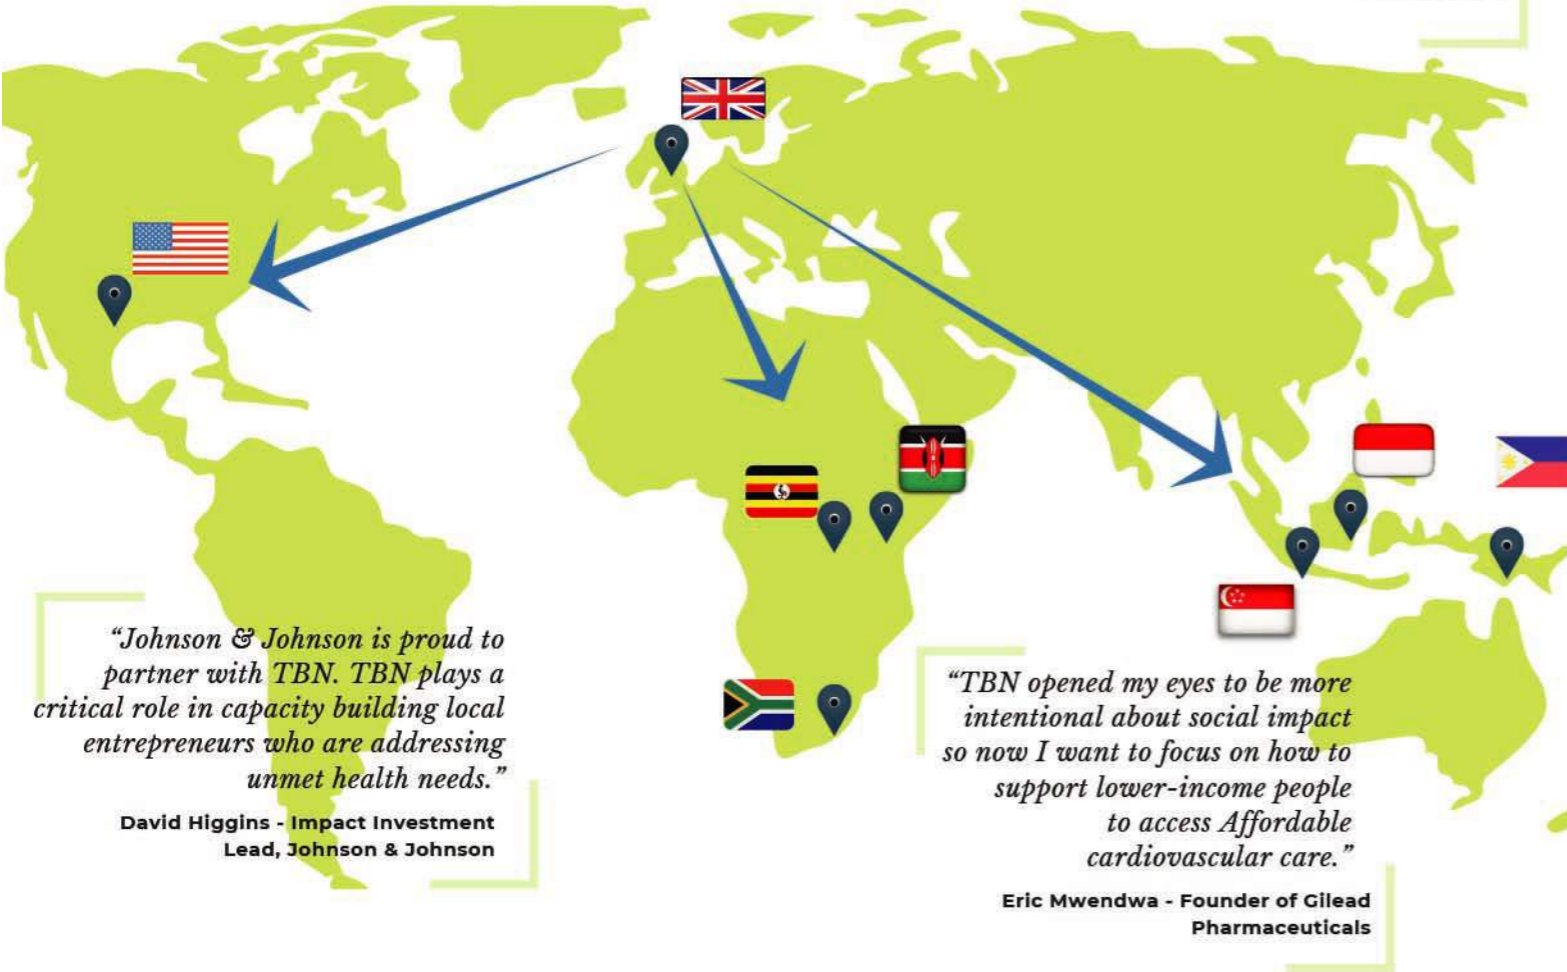 “Johnson & Johnson is proud to
partner with TBN. TBN plays a
critical role in capacity building local
entrepreneurs who are addressing
unmet health needs.”
David Higgins - Impact Investment
Lead, Johnson & Johnson
“TBN opened my eyes to be more
intentional about social impact
so now I want to focus on how to
support lower-income people
to access Affordable
cardiovascular care.”
Eric Mwendwa - Founder of Gilead
Pharmaceuticals